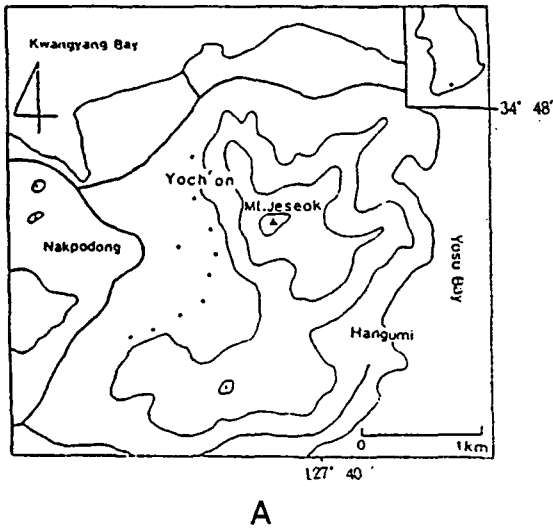 Kwangyang Bay
34° 48'
Yoch'on
Mt.Jeseok
Nakpodong
Yosu Bay
Hangumi
0 1km
127° 40'
A